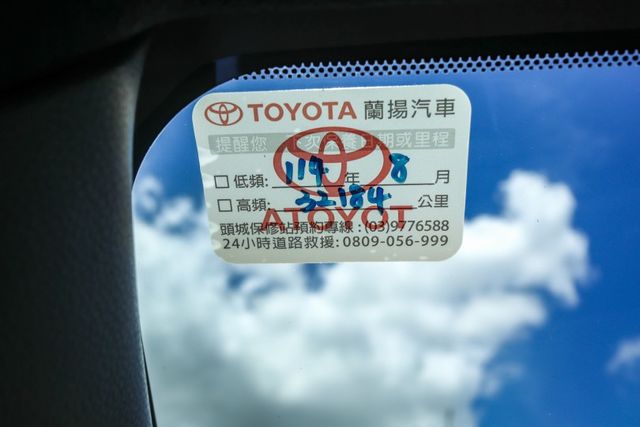 TOYOTA 蘭揚汽車
提醒您 下次保養日期或里程
□ 低頻: 114 年 8 月
□ 高頻: 32184 公里
ATOYOT
頭城保修站預約專線:(03)9776588
24小時道路救援:0809-056-999